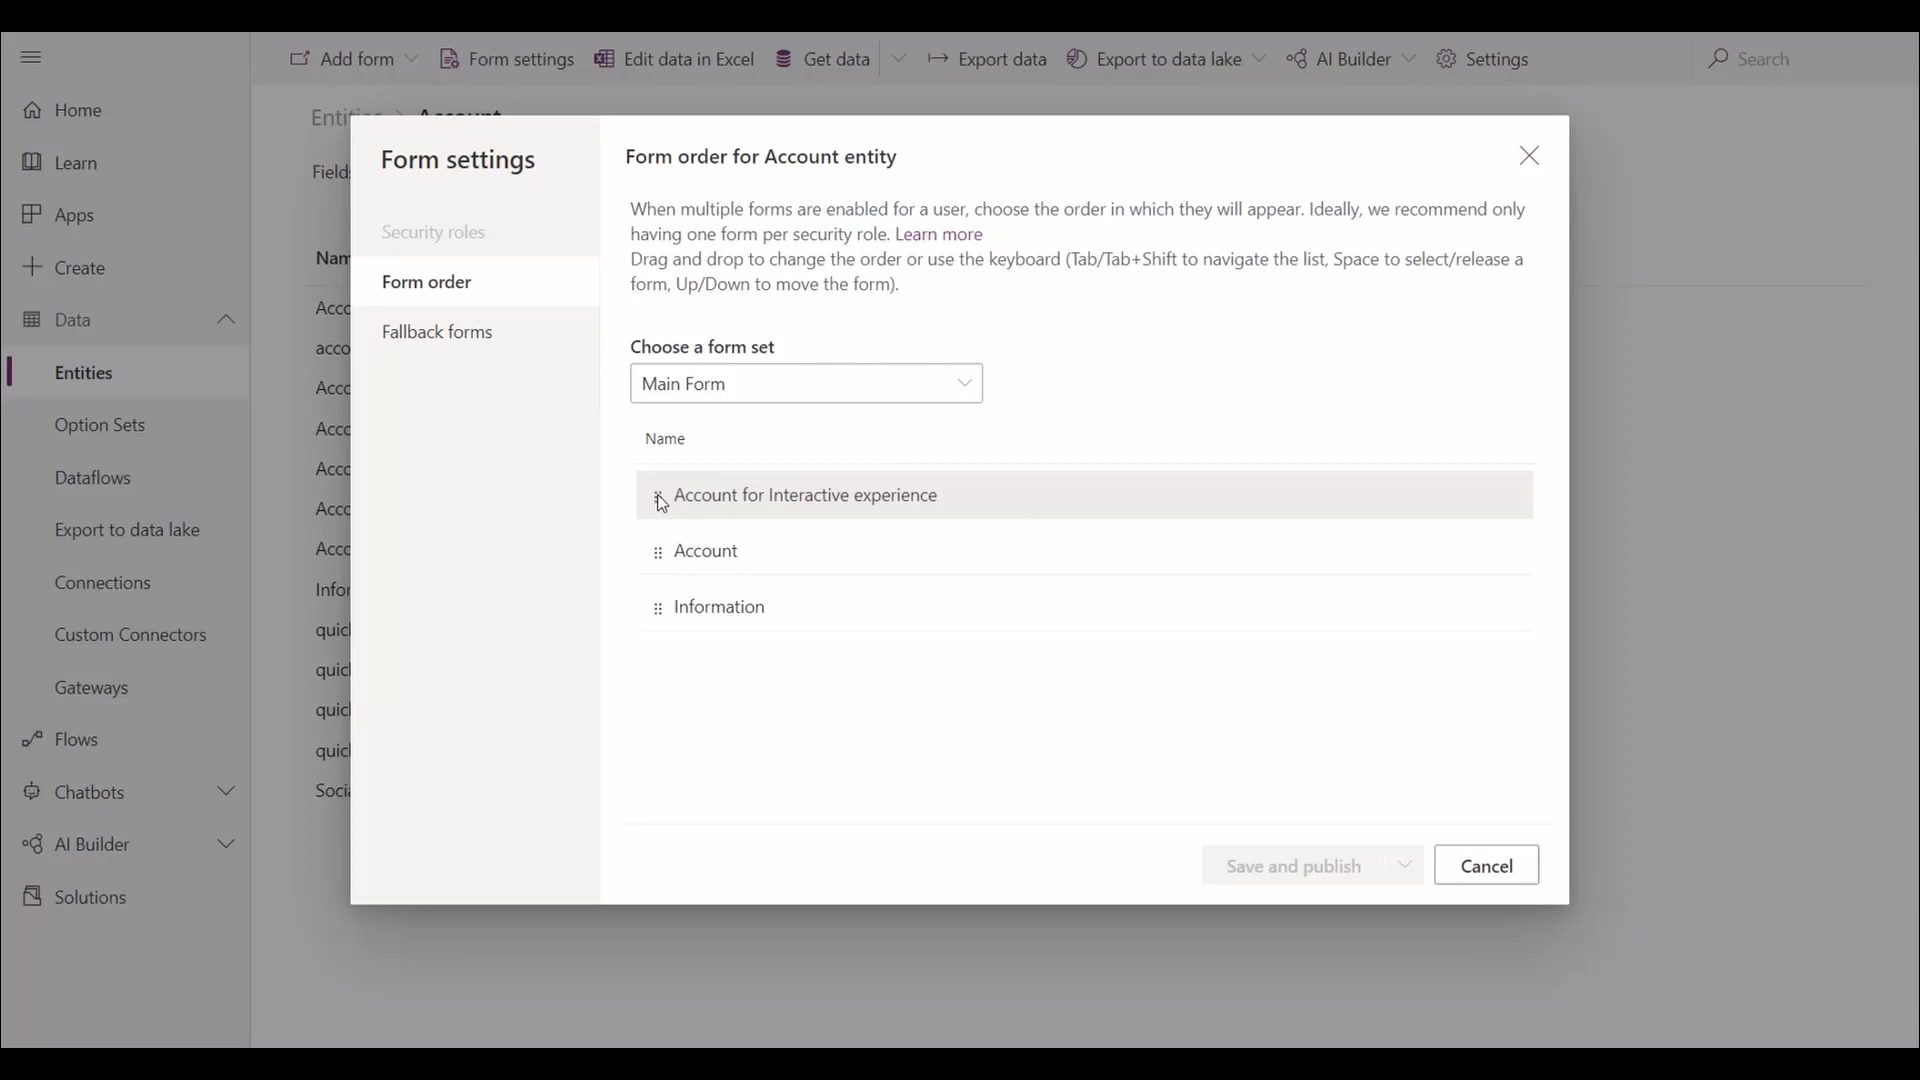 Add form
Form settings
Edit data in Excel
Get data
Export data
Export to data lake
AI Builder
Settings
Search
Home
Learn
Apps
Create
Data
Entities
Option Sets
Dataflows
Export to data lake
Connections
Custom Connectors
Gateways
Flows
Chatbots
AI Builder
Solutions
Account
Form settings
Security roles
Form order
Fallback forms
Form order for Account entity
When multiple forms are enabled for a user, choose the order in which they will appear. Ideally, we recommend only
having one form per security role. Learn more
Drag and drop to change the order or use the keyboard (Tab/Tab+Shift to navigate the list, Space to select/release a
form, Up/Down to move the form).
Choose a form set
Main Form
Name
Account for Interactive experience
Account
Information
Save and publish
Cancel